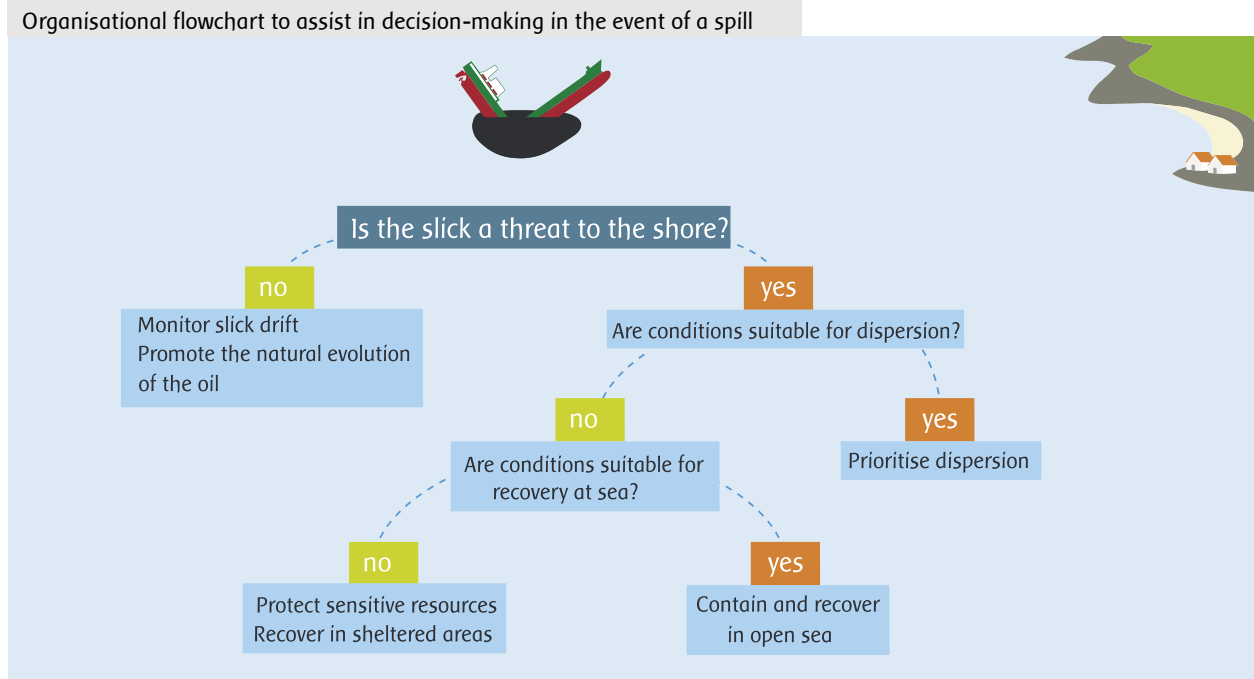 Organisational flowchart to assist in decision-making in the event of a spill
Is the slick a threat to the shore?
no
yes
Monitor slick drift
Promote the natural evolution
of the oil
Are conditions suitable for dispersion?
no
yes
Are conditions suitable for
recovery at sea?
Prioritise dispersion
no
yes
Protect sensitive resources
Recover in sheltered areas
Contain and recover
in open sea